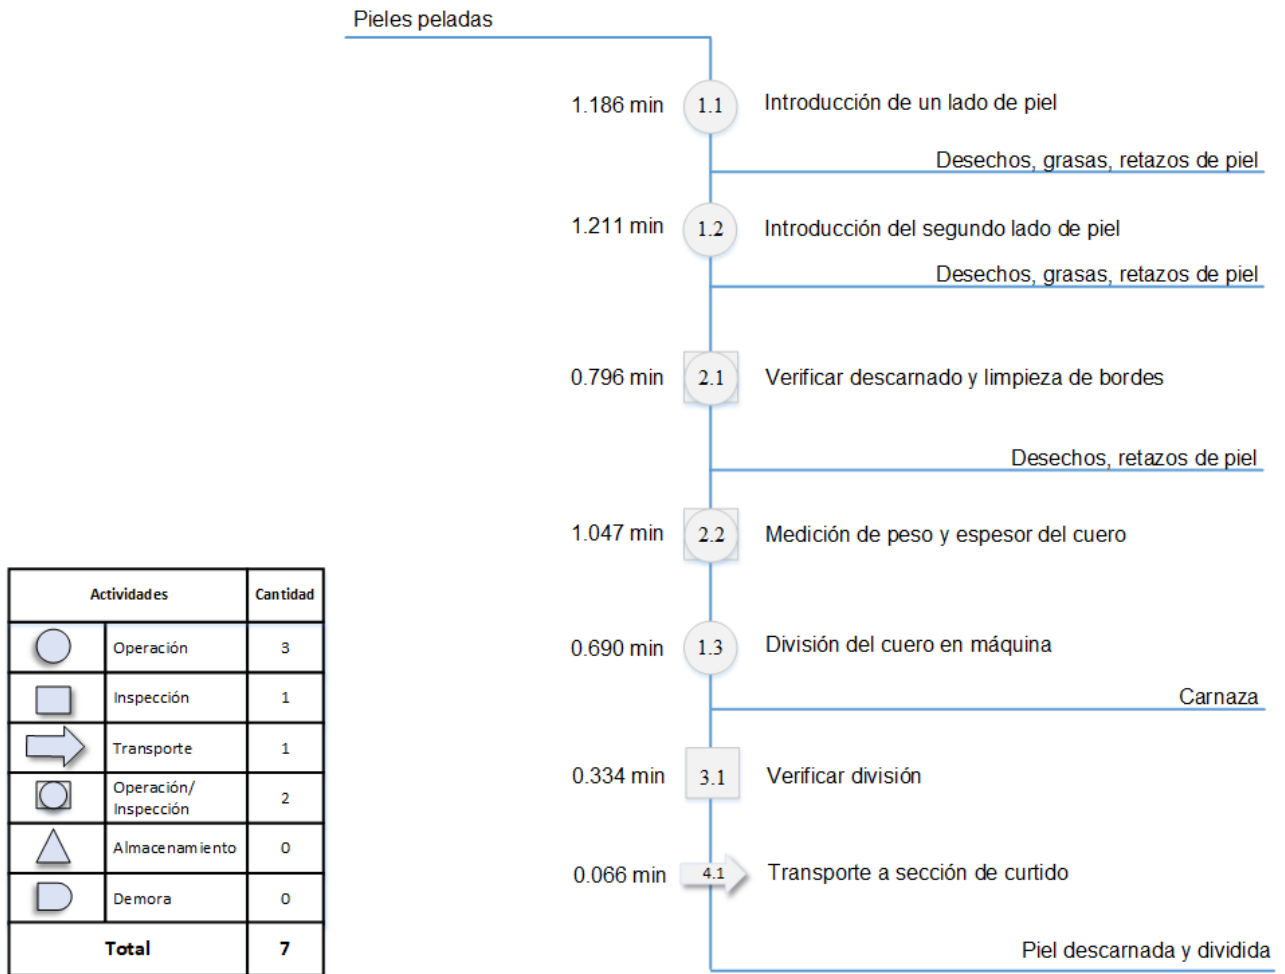 Pieles peladas
1.186 min 1.1 Introducción de un lado de piel
Desechos, grasas, retazos de piel
1.211 min 1.2 Introducción del segundo lado de piel
Desechos, grasas, retazos de piel
0.796 min 2.1 Verificar descarnado y limpieza de bordes
Desechos, retazos de piel
1.047 min 2.2 Medición de peso y espesor del cuero
0.690 min 1.3 División del cuero en máquina
Carnaza
0.334 min 3.1 Verificar división
0.066 min 4.1 Transporte a sección de curtido
Piel descarnada y dividida
Actividades Cantidad
Operación 3
Inspección 1
Transporte 1
Operación/
Inspección 2
Almacenamiento 0
Demora 0
Total 7